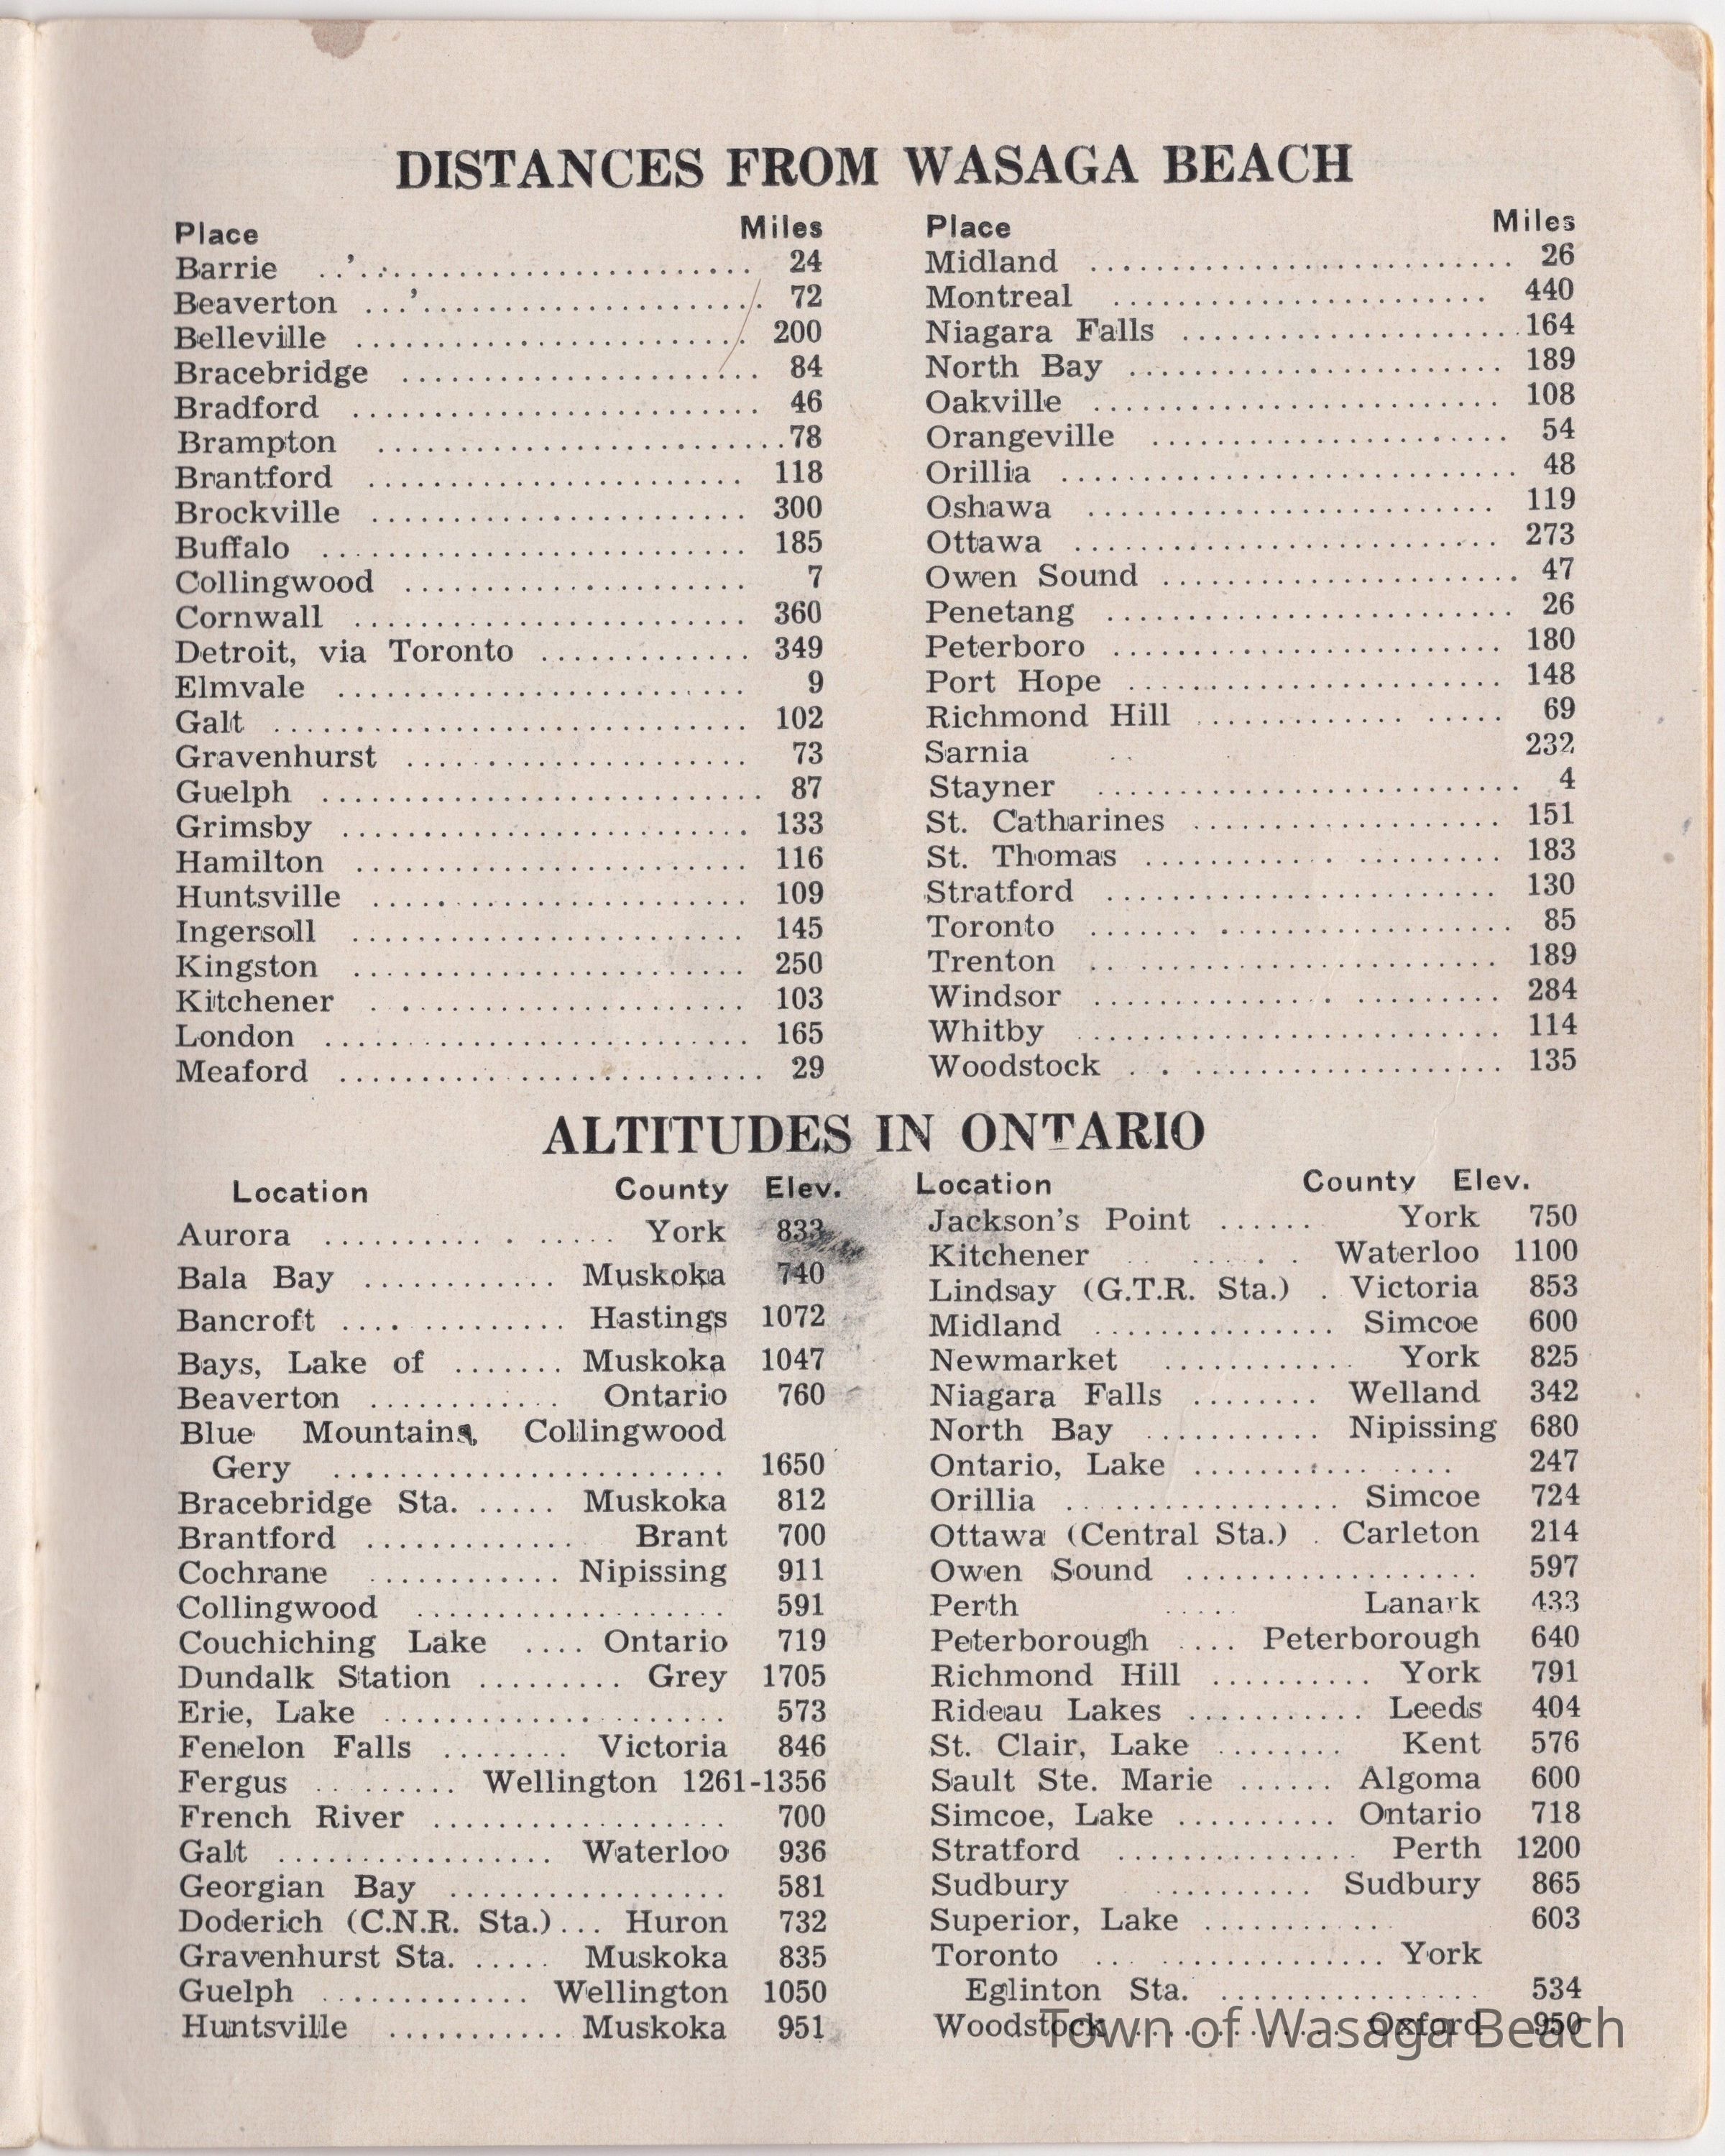 DISTANCES FROM WASAGA BEACH
Place Miles
Barrie 24
Beaverton 72
Belleville 200
Bracebridge 84
Bradford 46
Brampton 78
Brantford 118
Brockville 300
Buffalo 185
Collingwood 7
Cornwall 360
Detroit, via Toronto 349
Elmvale 9
Galt 102
Gravenhurst 73
Guelph 87
Grimsby 133
Hamilton 116
Huntsville 109
Ingersoll 145
Kingston 250
Kitchener 103
London 165
Meaford 29
Place Miles
Midland 26
Montreal 440
Niagara Falls 164
North Bay 189
Oakville 108
Orangeville 54
Orillia 48
Oshawa 119
Ottawa 273
Owen Sound 47
Penetang 26
Peterboro 180
Port Hope 148
Richmond Hill 69
Sarnia 232
Stayner 4
St. Catharines 151
St. Thomas 183
Stratford 130
Toronto 85
Trenton 189
Windsor 284
Whitby 114
Woodstock 135
ALTITUDES IN ONTARIO
Location County Elev.
Aurora York 833
Bala Bay Muskoka 740
Bancroft Hastings 1072
Bays, Lake of Muskoka 1047
Beaverton Ontario 760
Blue Mountains, Collingwood
Gery 1650
Bracebridge Sta. Muskoka 812
Brantford Brant 700
Cochrane Nipissing 911
Collingwood 591
Couchiching Lake Ontario 719
Dundalk Station Grey 1705
Erie, Lake 573
Fenelon Falls Victoria 846
Fergus Wellington 1261-1356
French River 700
Galt Waterloo 936
Georgian Bay 581
Doderich (C.N.R. Sta.) Huron 732
Gravenhurst Sta. Muskoka 835
Guelph Wellington 1050
Huntsville Muskoka 951
Location County Elev.
Jackson's Point York 750
Kitchener Waterloo 1100
Lindsay (G.T.R. Sta.) Victoria 853
Midland Simcoe 600
Newmarket York 825
Niagara Falls Welland 342
North Bay Nipissing 680
Ontario, Lake 247
Orillia Simcoe 724
Ottawa (Central Sta.) Carleton 214
Owen Sound 597
Perth Lanark 433
Peterborough Peterborough 640
Richmond Hill York 791
Rideau Lakes Leeds 404
St. Clair, Lake Kent 576
Sault Ste. Marie Algoma 600
Simcoe, Lake Ontario 718
Stratford Perth 1200
Sudbury Sudbury 865
Superior, Lake 603
Toronto York
Eglinton Sta. 534
Woodstock Oxford 950
Town of Wasaga Beach